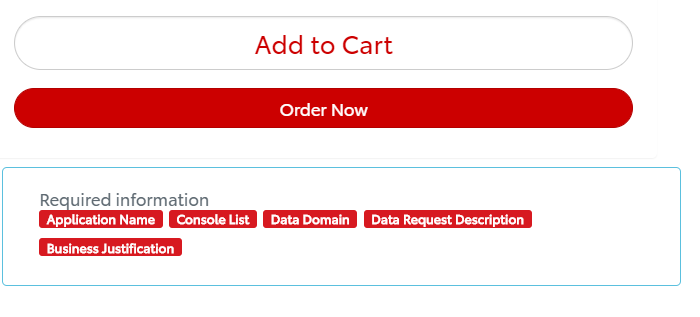 Add to Cart
Order Now
Required information
Application Name Console List Data Domain Data Request Description
Business Justification